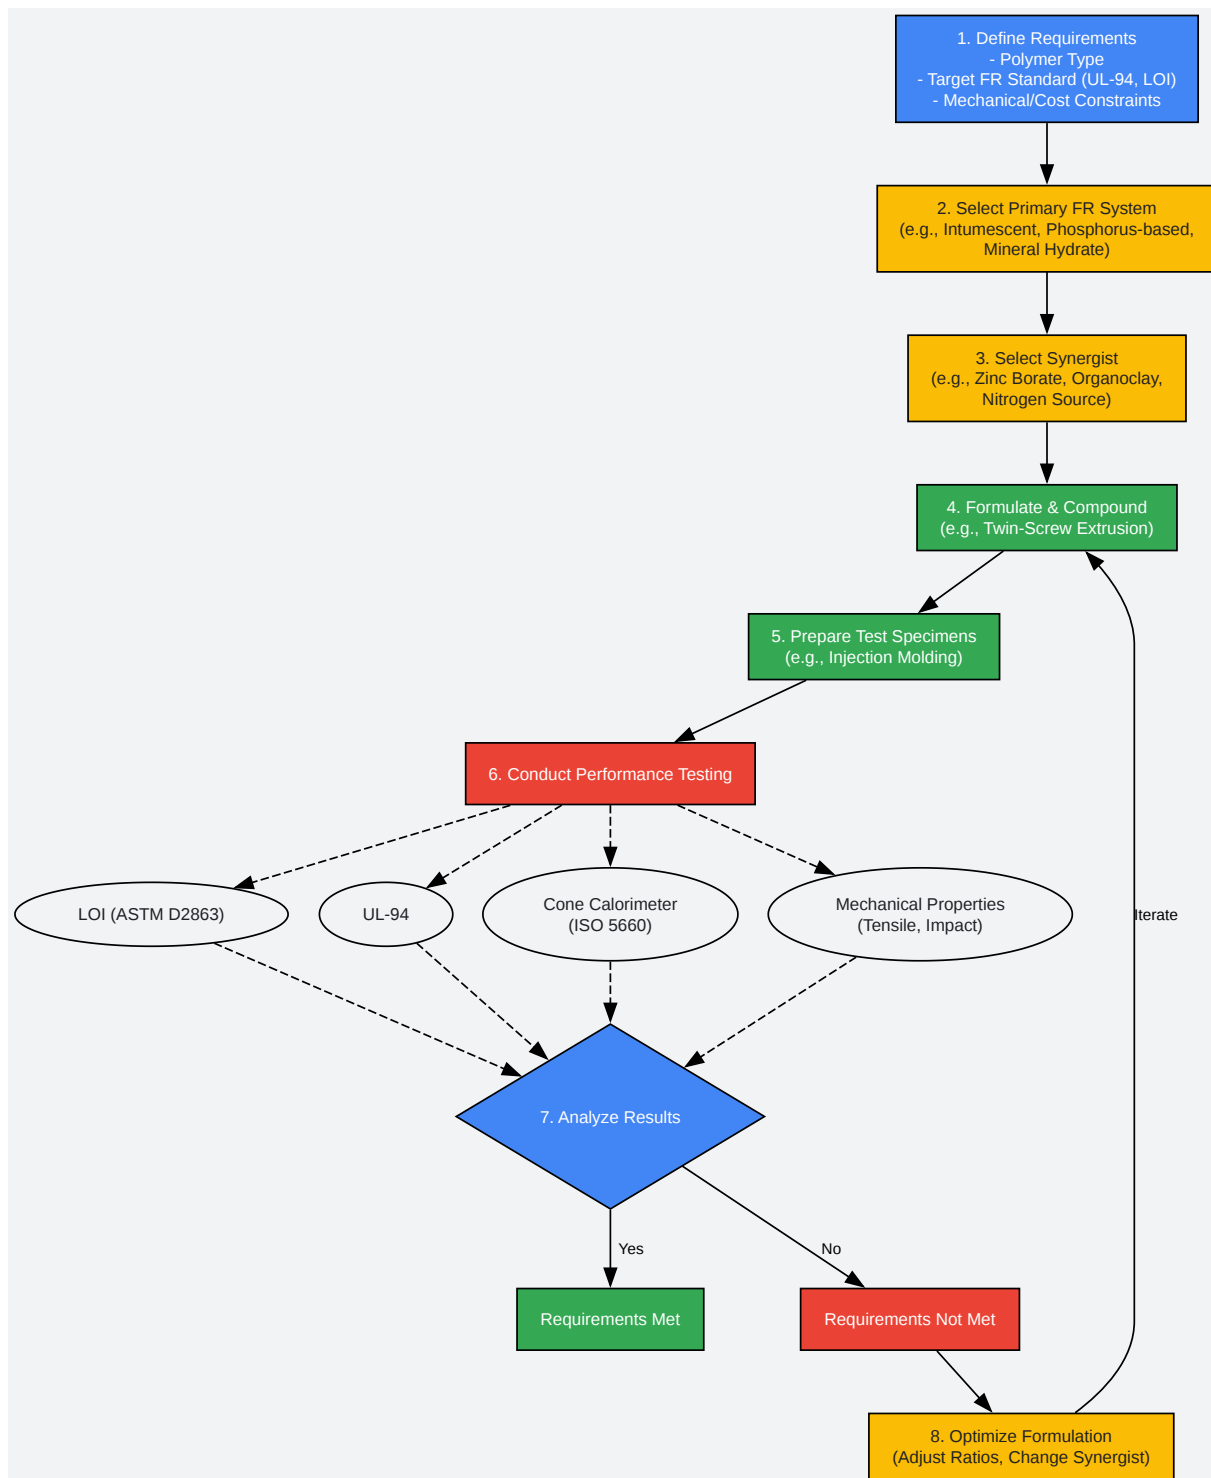 1. Define Requirements
- Polymer Type
- Target FR Standard (UL-94, LOI)
- Mechanical/Cost Constraints
2. Select Primary FR System
(e.g., Intumescent, Phosphorus-based,
Mineral Hydrate)
3. Select Synergist
(e.g., Zinc Borate, Organoclay,
Nitrogen Source)
4. Formulate & Compound
(e.g., Twin-Screw Extrusion)
5. Prepare Test Specimens
(e.g., Injection Molding)
6. Conduct Performance Testing
LOI (ASTM D2863)
UL-94
Cone Calorimeter
(ISO 5660)
Mechanical Properties
(Tensile, Impact)
Iterate
7. Analyze Results
Yes
No
Requirements Met
Requirements Not Met
8. Optimize Formulation
(Adjust Ratios, Change Synergist)